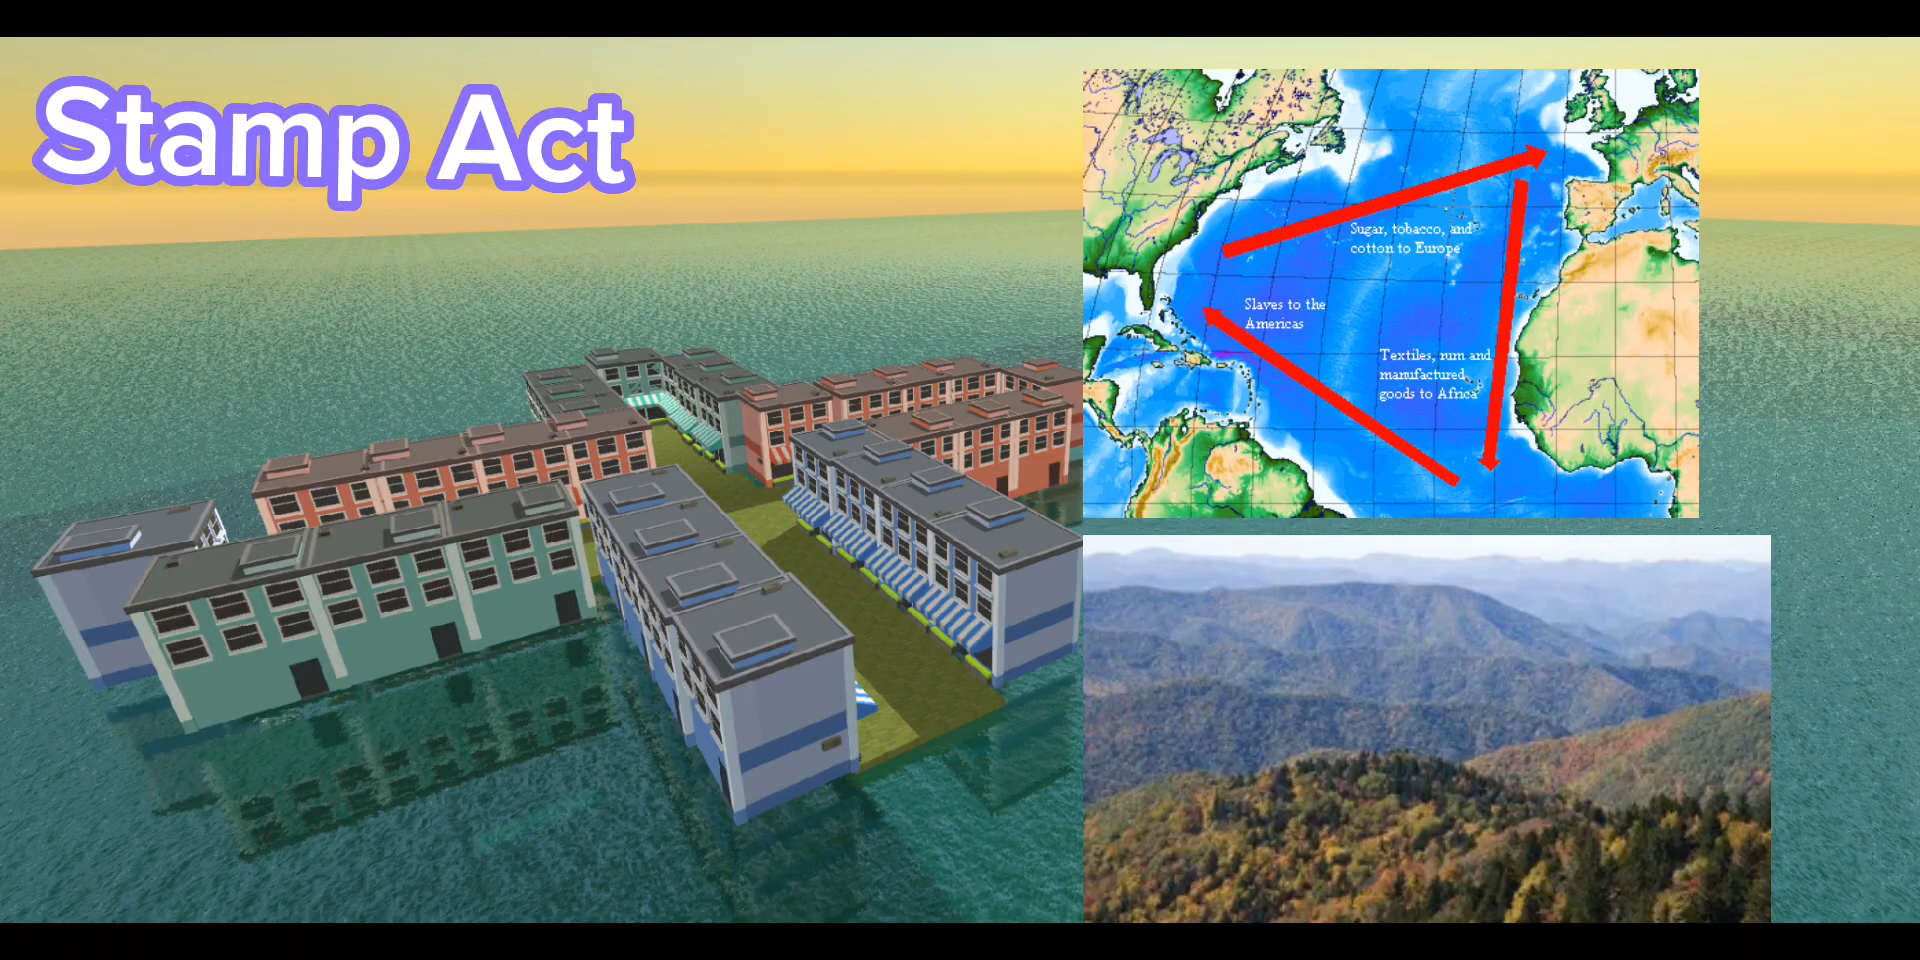 Stamp Act
Sugar, tobacco, and
cotton to Europe
Slaves to the
Americas
Textiles, rum and
manufactured
goods to Africa